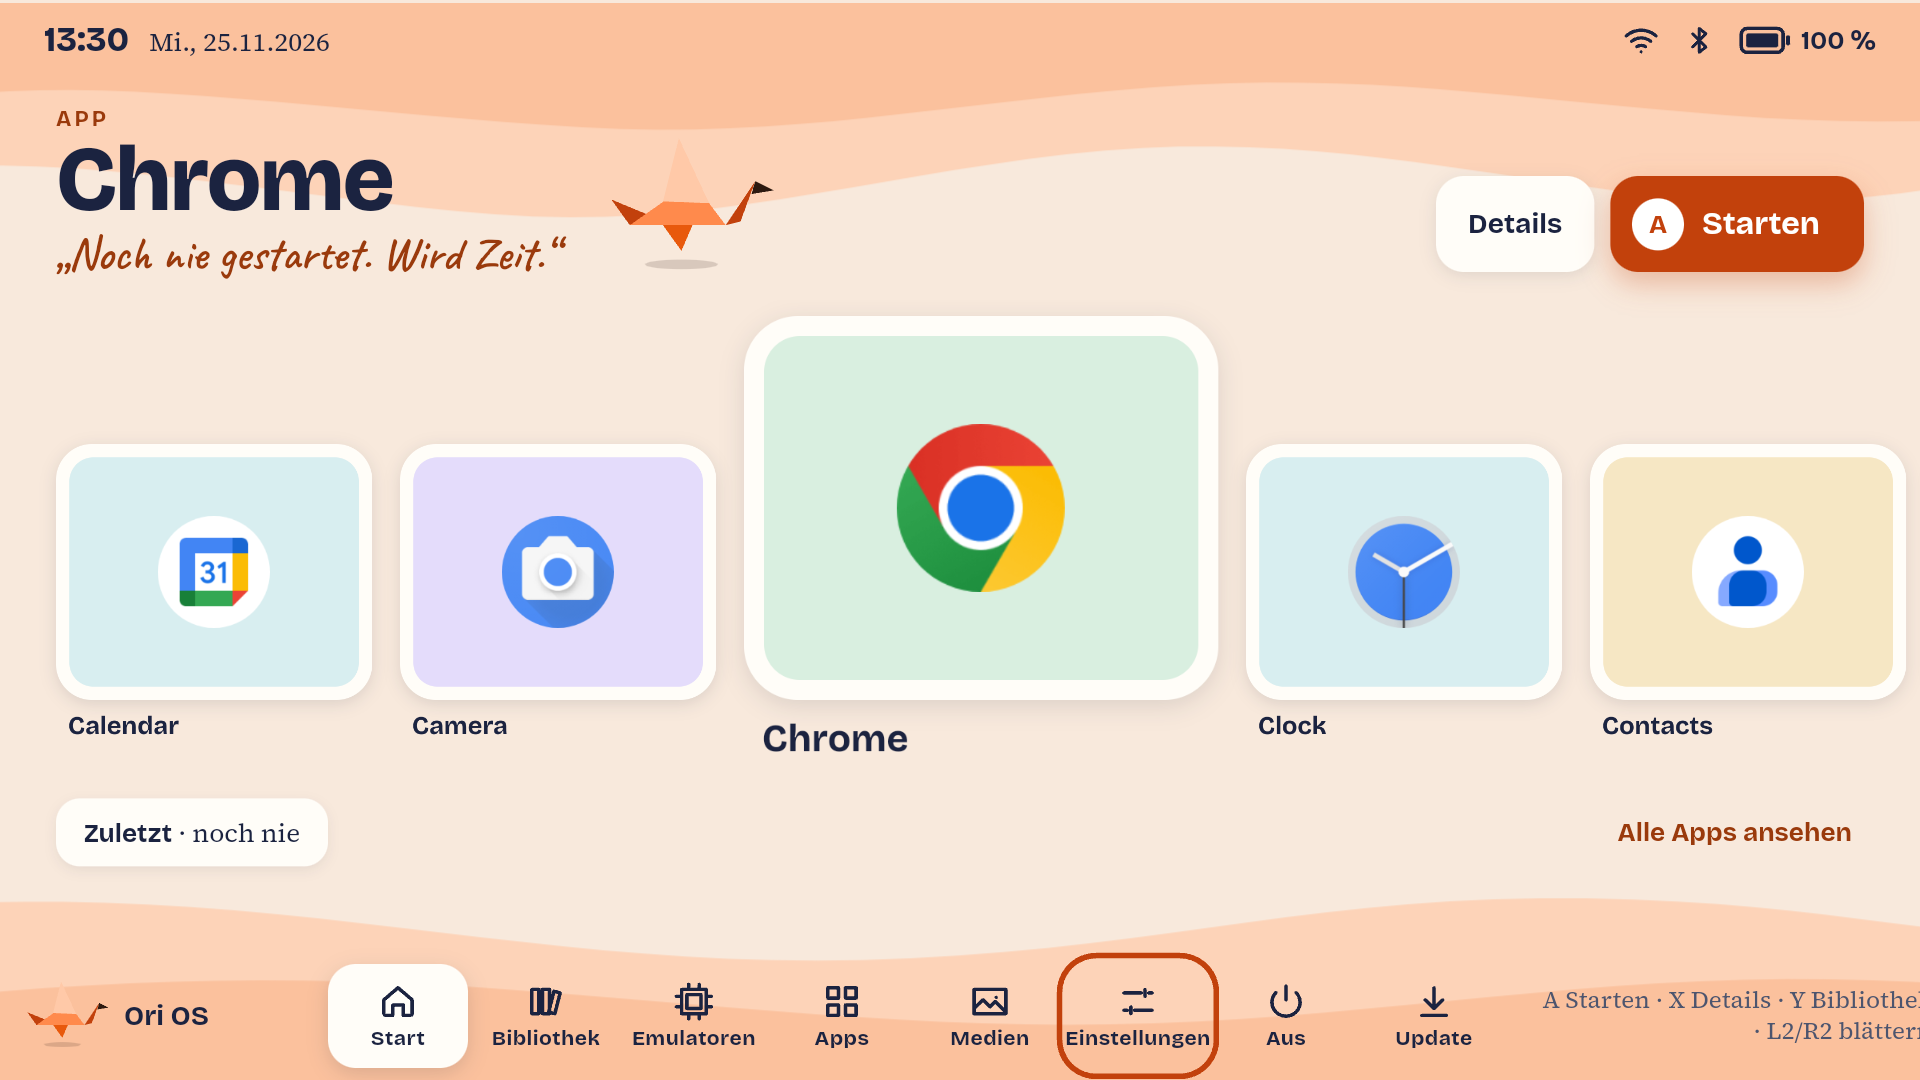 13:30 Mi., 25.11.2026
100 %
APP
Chrome
„Noch nie gestartet. Wird Zeit.“
Details
A Starten
31
Calendar
Camera
Chrome
Clock
Contacts
Zuletzt · noch nie
Alle Apps ansehen
Ori OS
Start
Bibliothek
Emulatoren
Apps
Medien
Einstellungen
Aus
Update
A Starten · X Details · Y
· L2/R2